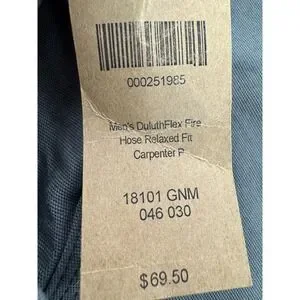 000251985
Men's DuluthFlex Fire
Hose Relaxed Fit
Carpenter P
18101 GNM
046 030
$69.50